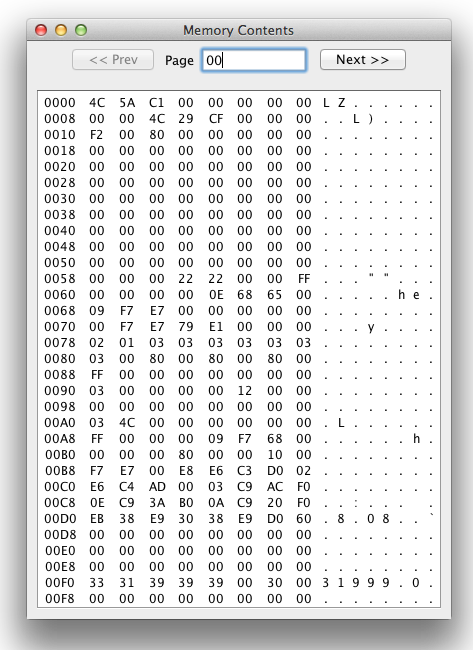 Memory Contents
<< Prev Page 00 Next >>
0000 4C 5A C1 00 00 00 00 00 L Z . . . . . .
0008 00 00 4C 29 CF 00 00 00 . . L ) . . . .
0010 F2 00 80 00 00 00 00 00 . . . . . . . .
0018 00 00 00 00 00 00 00 00 . . . . . . . .
0020 00 00 00 00 00 00 00 00 . . . . . . . .
0028 00 00 00 00 00 00 00 00 . . . . . . . .
0030 00 00 00 00 00 00 00 00 . . . . . . . .
0038 00 00 00 00 00 00 00 00 . . . . . . . .
0040 00 00 00 00 00 00 00 00 . . . . . . . .
0048 00 00 00 00 00 00 00 00 . . . . . . . .
0050 00 00 00 00 00 00 00 00 . . . . . . . .
0058 00 00 00 22 22 00 00 FF . . . " " . . .
0060 00 00 00 00 0E 68 65 00 . . . . . h e .
0068 09 F7 E7 00 00 00 00 00 . . . . . . . .
0070 00 F7 E7 79 E1 00 00 00 . . . y . . . .
0078 02 01 03 03 03 03 03 03 . . . . . . . .
0080 03 00 80 00 80 00 80 00 . . . . . . . .
0088 FF 00 00 00 00 00 00 00 . . . . . . . .
0090 03 00 00 00 00 12 00 00 . . . . . . . .
0098 00 00 00 00 00 00 00 00 . . . . . . . .
00A0 03 4C 00 00 00 00 00 00 . L . . . . . .
00A8 FF 00 00 00 09 F7 68 00 . . . . . . h .
00B0 00 00 00 80 00 00 10 00 . . . . . . . .
00B8 F7 E7 00 E8 E6 C3 D0 02 . . . . . . . .
00C0 E6 C4 AD 00 03 C9 AC F0 . . . . . . . .
00C8 0E C9 3A B0 0A C9 20 F0 . . : . . .   .
00D0 EB 38 E9 30 38 E9 D0 60 . 8 . 0 8 . . `
00D8 00 00 00 00 00 00 00 00 . . . . . . . .
00E0 00 00 00 00 00 00 00 00 . . . . . . . .
00E8 00 00 00 00 00 00 00 00 . . . . . . . .
00F0 33 31 39 39 39 00 30 00 3 1 9 9 9 . 0 .
00F8 00 00 00 00 00 00 00 00 . . . . . . . .